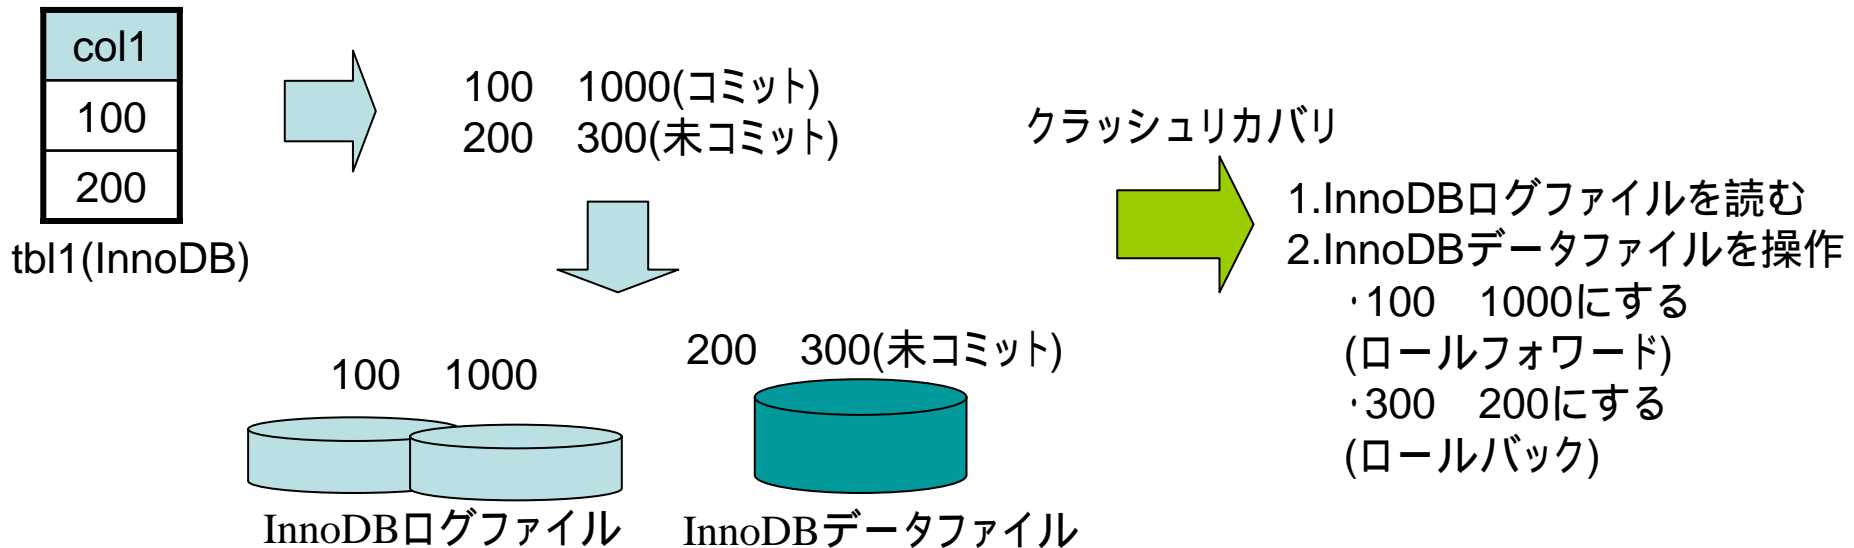 col1
100
200
tbl1(InnoDB)
100　1000(コミット)
200　300(未コミット)
100　1000
InnoDBログファイル
200　300(未コミット)
InnoDBデータファイル
クラッシュリカバリ
1.InnoDBログファイルを読む
2.InnoDBデータファイルを操作
・100　1000にする
(ロールフォワード)
・300　200にする
(ロールバック)